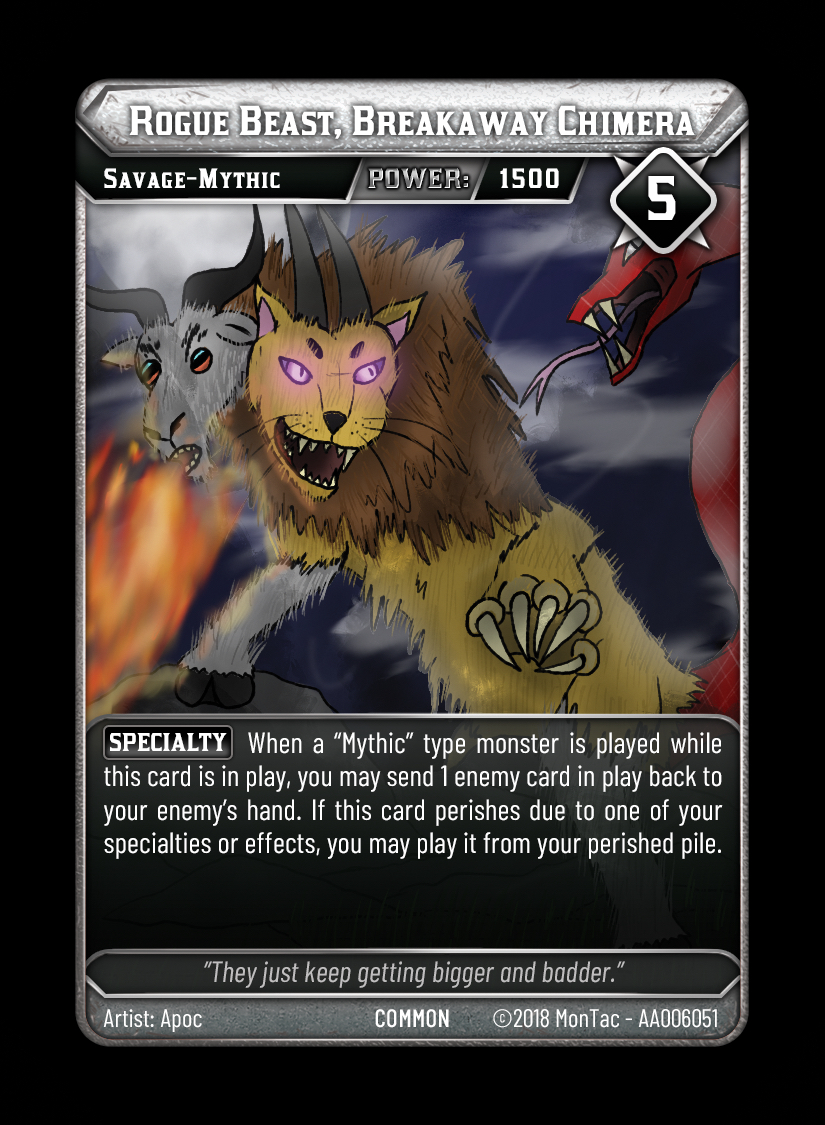 Rogue Beast, Breakaway Chimera
Savage-Mythic POWER: 1500 5
SPECIALTY When a “Mythic” type monster is played while
this card is in play, you may send 1 enemy card in play back to
your enemy’s hand. If this card perishes due to one of your
specialties or effects, you may play it from your perished pile.
“They just keep getting bigger and badder.”
Artist: Apoc COMMON ©2018 MonTac - AA006051